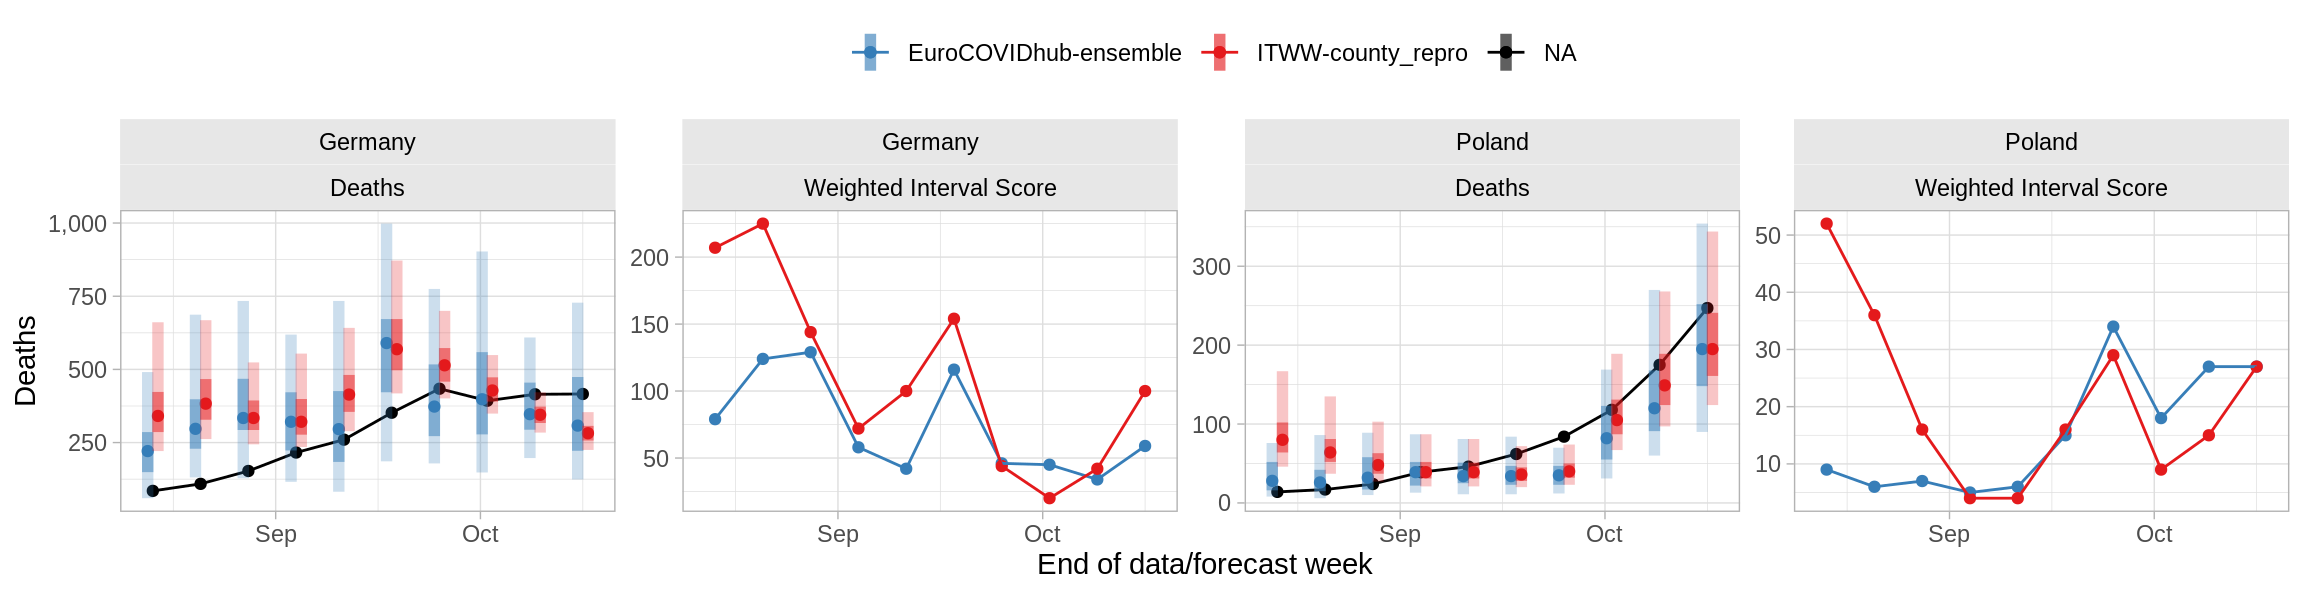 EuroCOVIDhub-ensemble ITWW-county_repro NA
Germany Germany Poland Poland
Deaths Weighted Interval Score Deaths Weighted Interval Score
Deaths
1,000
750
500
250
Sep Oct
200
150
100
50
Sep Oct
300
200
100
0
Sep Oct
50
40
30
20
10
Sep Oct
End of data/forecast week